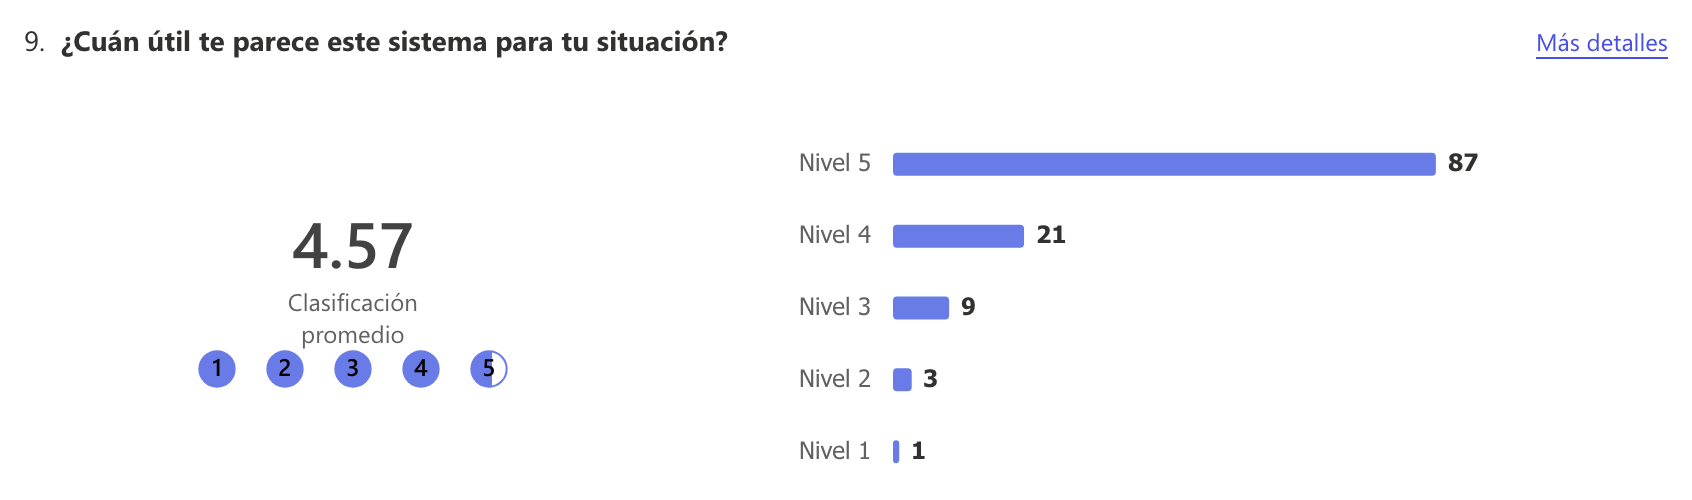 9. ¿Cuán útil te parece este sistema para tu situación?
Más detalles
4.57
Clasificación
promedio
1 2 3 4 5
Nivel 5 87
Nivel 4 21
Nivel 3 9
Nivel 2 3
Nivel 1 1